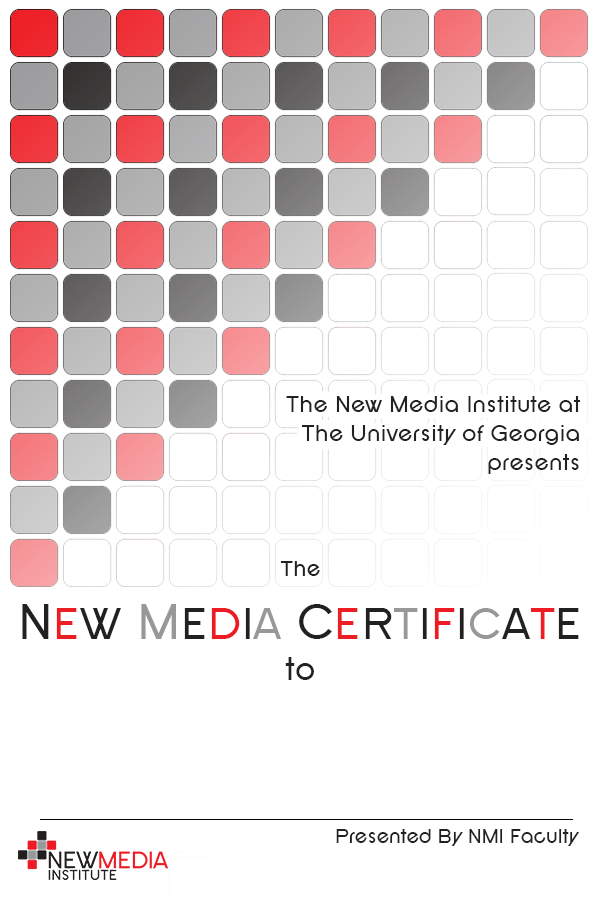 The New Media Institute at
The University of Georgia
presents
The
NEW MEDIA CERTIFICATE
to
Presented By NMI Faculty
NEWMEDIA
INSTITUTE